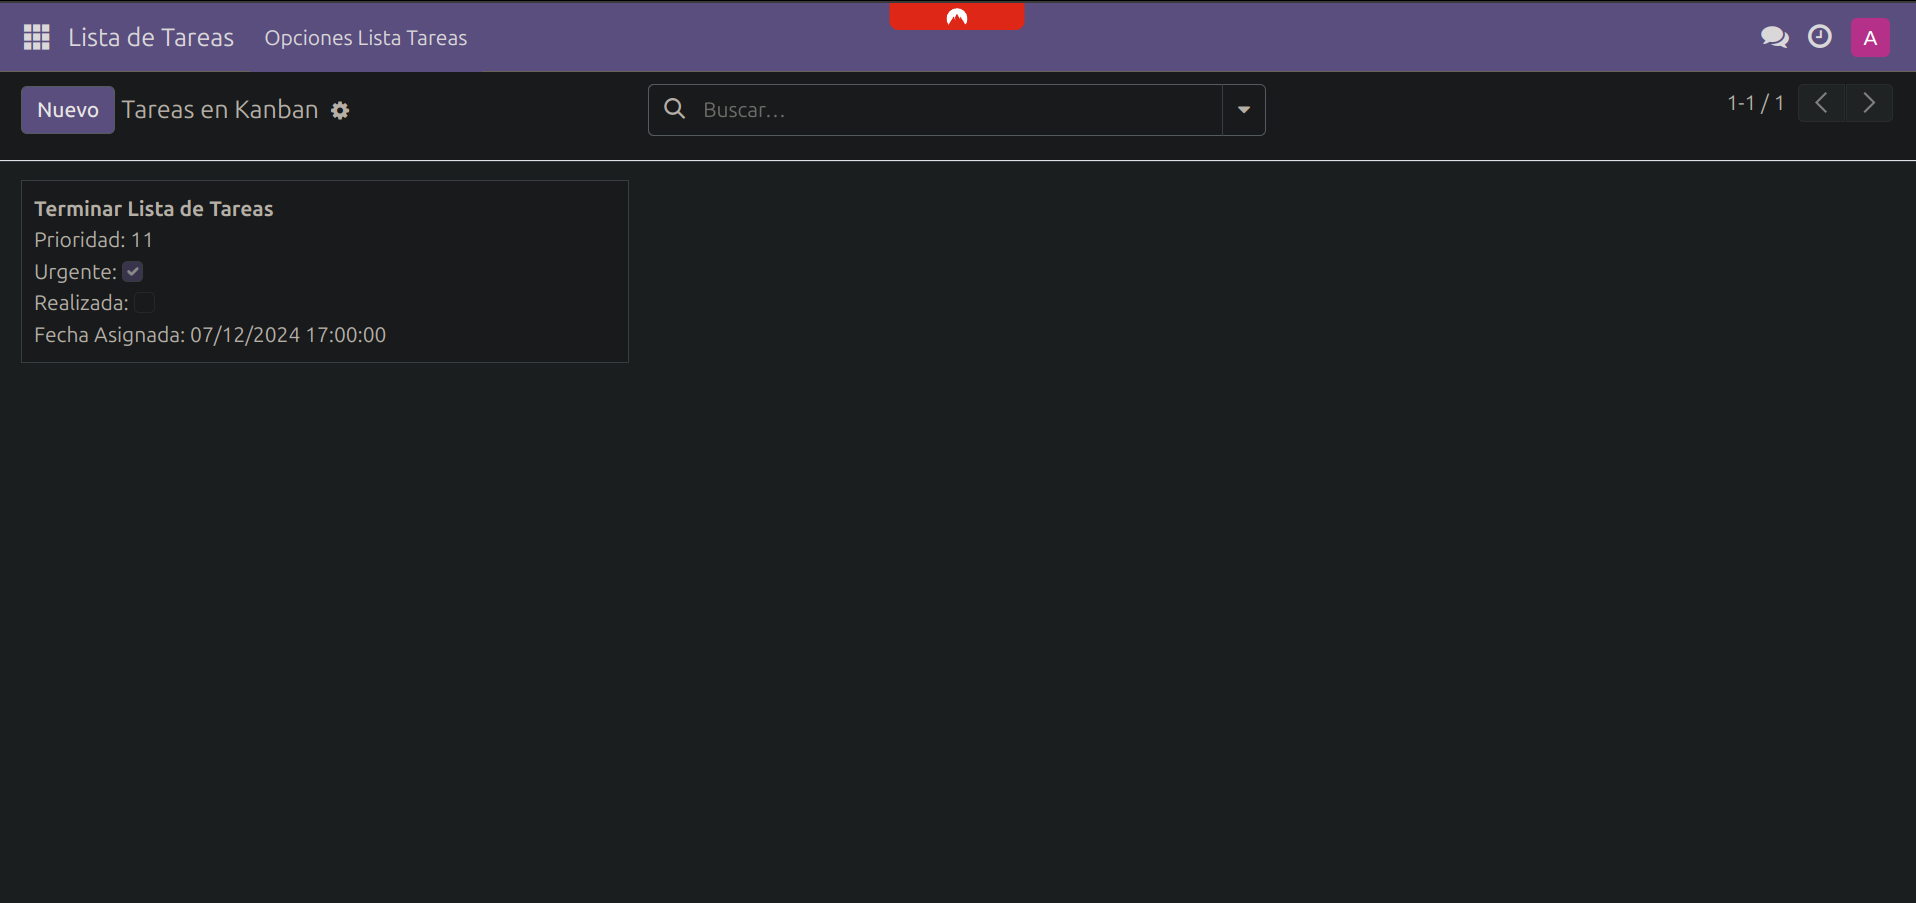 Lista de Tareas Opciones Lista Tareas A
Nuevo Tareas en Kanban Buscar... 1-1 / 1
Terminar Lista de Tareas
Prioridad: 11
Urgente:
Realizada:
Fecha Asignada: 07/12/2024 17:00:00